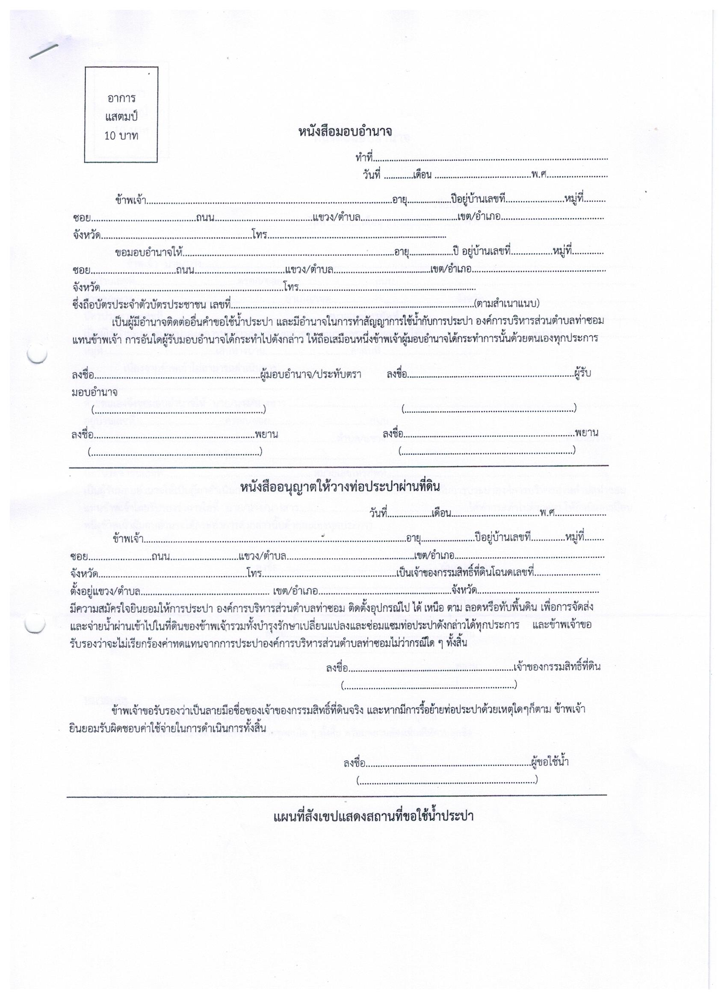 อาการ
แสตมป์
10 บาท
หนังสือมอบอำนาจ
ทำที่..........................................................................................
วันที่ .............เดือน ..........................................พ.ศ..........................
ข้าพเจ้า..........................................................................................อายุ...................ปีอยู่บ้านเลขที.........................หมู่ที่.........
ซอย.............................................ถนน..........................................แขวง/ตำบล..........................................เขต/อำเภอ............................................
จังหวัด.................................................................โทร.............................................................................
ขอมอบอำนาจให้..........................................................................................อายุ...................ปี อยู่บ้านเลขที่..................หมู่ที่.............
ซอย.....................................ถนน.......................................แขวง/ตำบล..........................................เขต/อำเภอ..........................................................
จังหวัด..............................................................................โทร...........................................................................
ซึ่งถือบัตรประจำตัวบัตรประชาชน เลขที่.........................................................................................................(ตามสำเนาแนบ)
เป็นผู้มีอำนาจติดต่ออื่นคำขอใช้น้ำประปา และมีอำนาจในการทำสัญญาการใช้น้ำกับการประปา องค์การบริหารส่วนตำบลท่าซอม
แทนข้าพเจ้า การอันใดผู้รับมอบอำนาจได้กระทำไปดังกล่าว ให้ถือเสมือนหนึ่งข้าพเจ้าผู้มอบอำนาจได้กระทำการนั้นด้วยตนเองทุกประการ
ลงชื่อ.......................................................................ผู้มอบอำนาจ/ประทับตรา ลงชื่อ.......................................................................ผู้รับ
มอบอำนาจ
(........................................................................) (........................................................................)
ลงชื่อ.....................................................................พยาน ลงชื่อ.........................................................................พยาน
(........................................................................) (.........................................................................)
หนังสืออนุญาตให้วางท่อประปาผ่านที่ดิน
วันที่...................เดือน......................................พ.ศ......................
ข้าพเจ้า................................................................................................................อายุ.......................ปีอยู่บ้านเลขที...............หมู่ที่........
ซอย...........................ถนน.............................แขวง/ตำบล......................................................เขต/อำเภอ................................................................
จังหวัด...............................................................โทร..........................................................เป็นเจ้าของกรรมสิทธิ์ที่ดินโฉนดเลขที่............................
ตั้งอยู่แขวง/ตำบล....................................................... เขต/อำเภอ.........................................................จังหวัด....................................................
มีความสมัครใจยินยอมให้การประปา องค์การบริหารส่วนตำบลท่าซอม ติดตั้งอุปกรณ์ไป ได้ เหนือ ตาม ลอดหรือทับพื้นดิน เพื่อการจัดส่ง
และจ่ายน้ำผ่านเข้าไปในที่ดินของข้าพเจ้ารวมทั้งบำรุงรักษาเปลี่ยนแปลงและซ่อมแซมท่อประปาดังกล่าวได้ทุกประการ และข้าพเจ้าขอ
รับรองว่าจะไม่เรียกร้องค่าทดแทนจากการประปาองค์การบริหารส่วนตำบลท่าซอมไม่ว่ากรณีใด ๆ ทั้งสิ้น
ลงชื่อ.......................................................................เจ้าของกรรมสิทธิ์ที่ดิน
(.........................................................................)
ข้าพเจ้าขอรับรองว่าเป็นลายมือชื่อของเจ้าของกรรมสิทธิ์ที่ดินจริง และหากมีการรื้อย้ายท่อประปาด้วยเหตุใดๆก็ตาม ข้าพเจ้า
ยินยอมรับผิดชอบค่าใช้จ่ายในการดำเนินการทั้งสิ้น
ลงชื่อ.......................................................................ผู้ขอใช้น้ำ
(...........................................................................)
แผนที่สังเขปแสดงสถานที่ขอใช้น้ำประปา